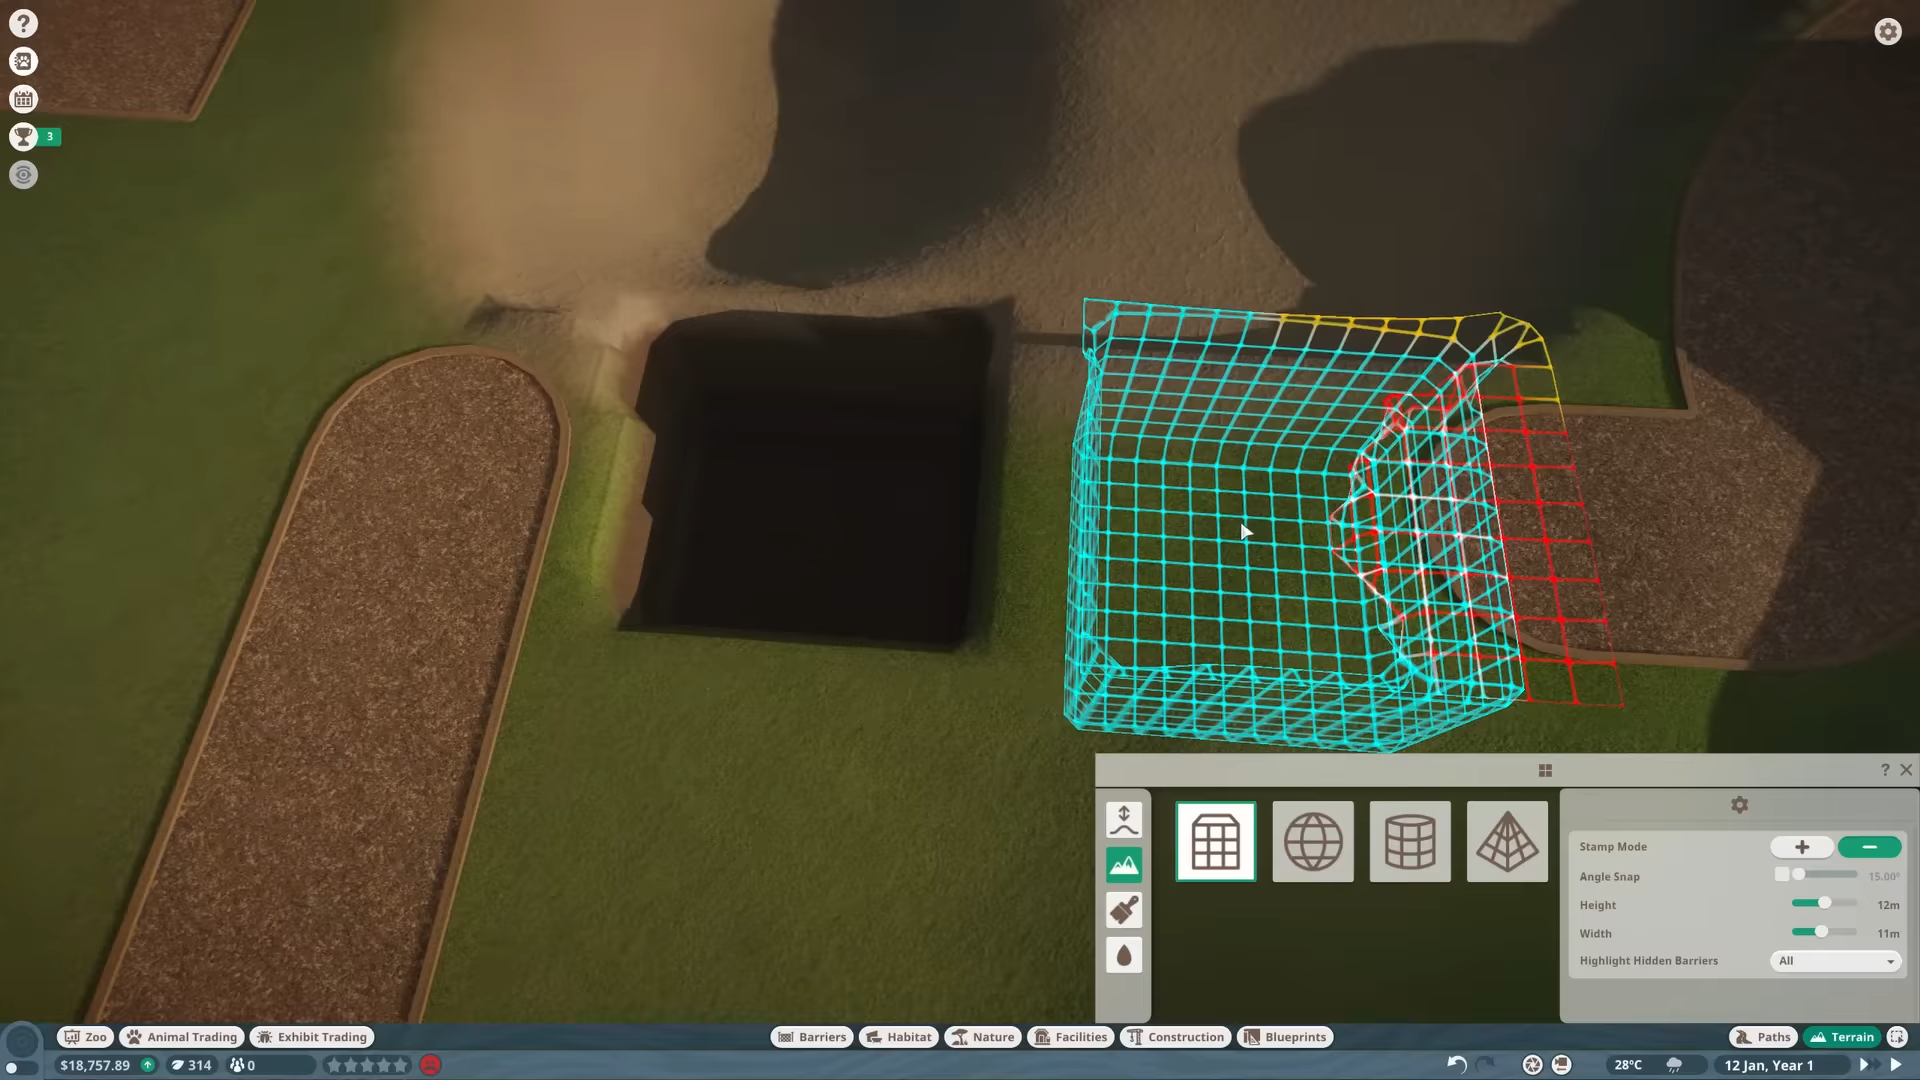 3
?
Stamp Mode
Angle Snap 15.00°
Height 12m
Width 11m
Highlight Hidden Barriers All
Zoo Animal Trading Exhibit Trading Barriers Habitat Nature Facilities Construction Blueprints Paths Terrain
$18,757.89 314 0 28°C 12 Jan, Year 1